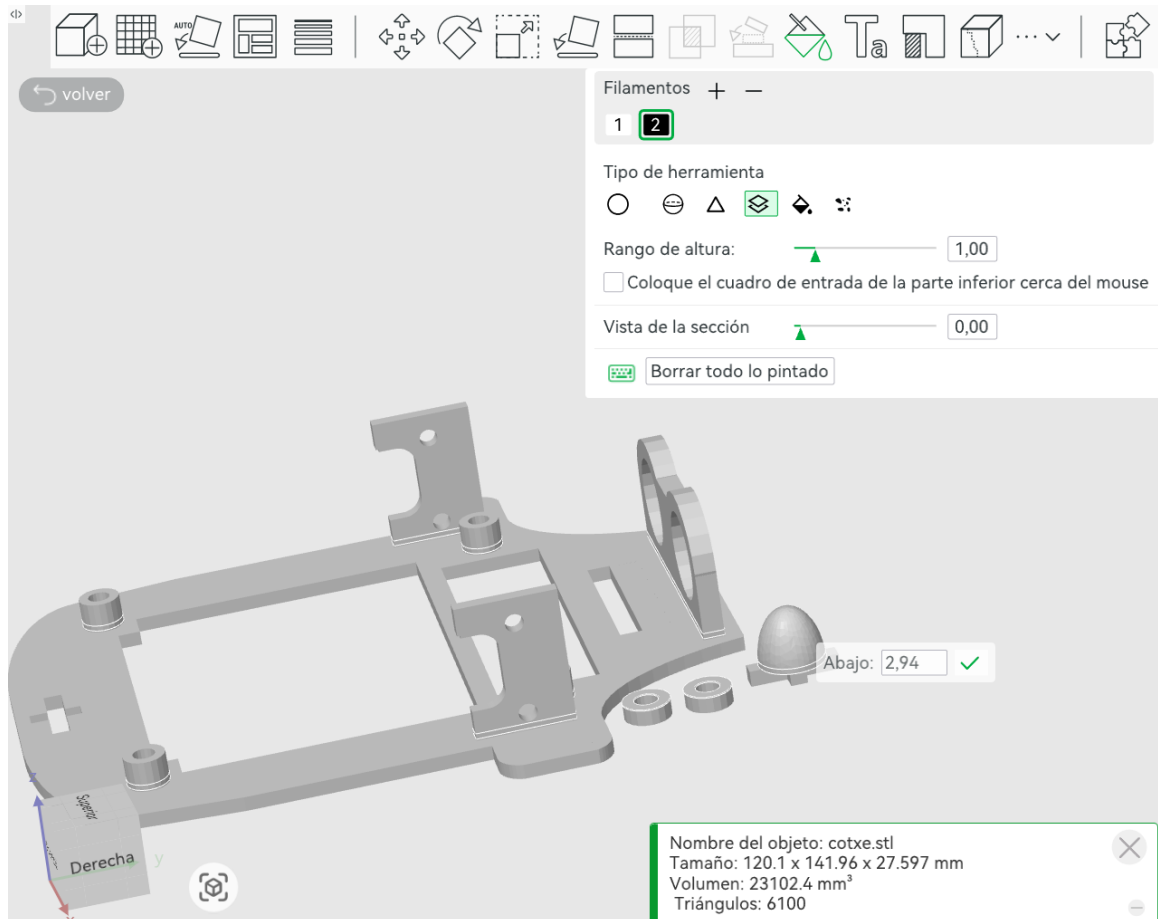 AUTO
Ta
volver
Filamentos
1 2
Tipo de herramienta
Rango de altura: 1,00
Coloque el cuadro de entrada de la parte inferior cerca del mouse
Vista de la sección 0,00
Borrar todo lo pintado
Abajo: 2,94
Superior
Derecha
y
Nombre del objeto: cotxe.stl
Tamaño: 120.1 x 141.96 x 27.597 mm
Volumen: 23102.4 mm³
Triángulos: 6100